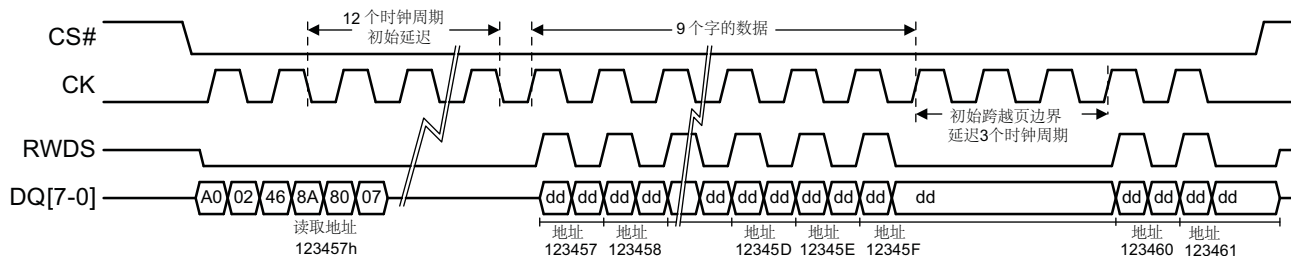 CS#
12 个时钟周期
初始延迟
9 个字的数据
CK
初始跨越页边界
延迟3个时钟周期
RWDS
DQ[7-0]
A0 02 46 8A 80 07
dd dd dd dd dd dd dd dd dd dd dd dd dd dd dd
读取地址
123457h
地址
123457
地址
123458
地址
12345D
地址
12345E
地址
12345F
地址
123460
地址
123461